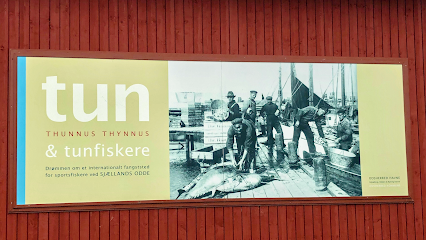 tun
THUNNUS THYNNUS
& tunfiskere
Drømmen om et internationalt fangststed
for sportsfiskere ved SJÆLLANDS ODDE